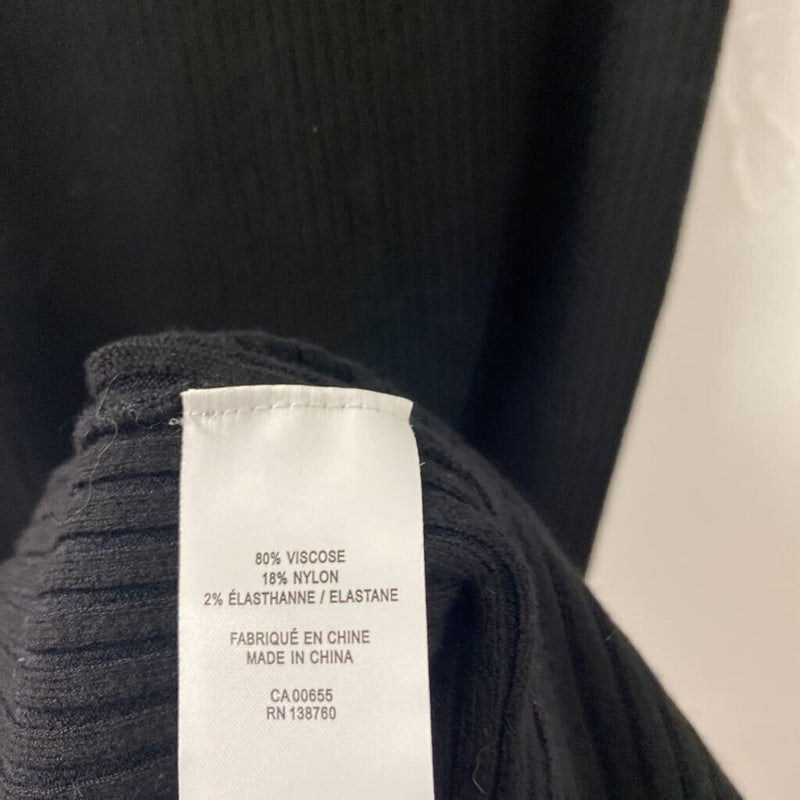 80% VISCOSE
18% NYLON
2% ÉLASTHANNE / ELASTANE
FABRIQUÉ EN CHINE
MADE IN CHINA
CA 00655
RN 138760